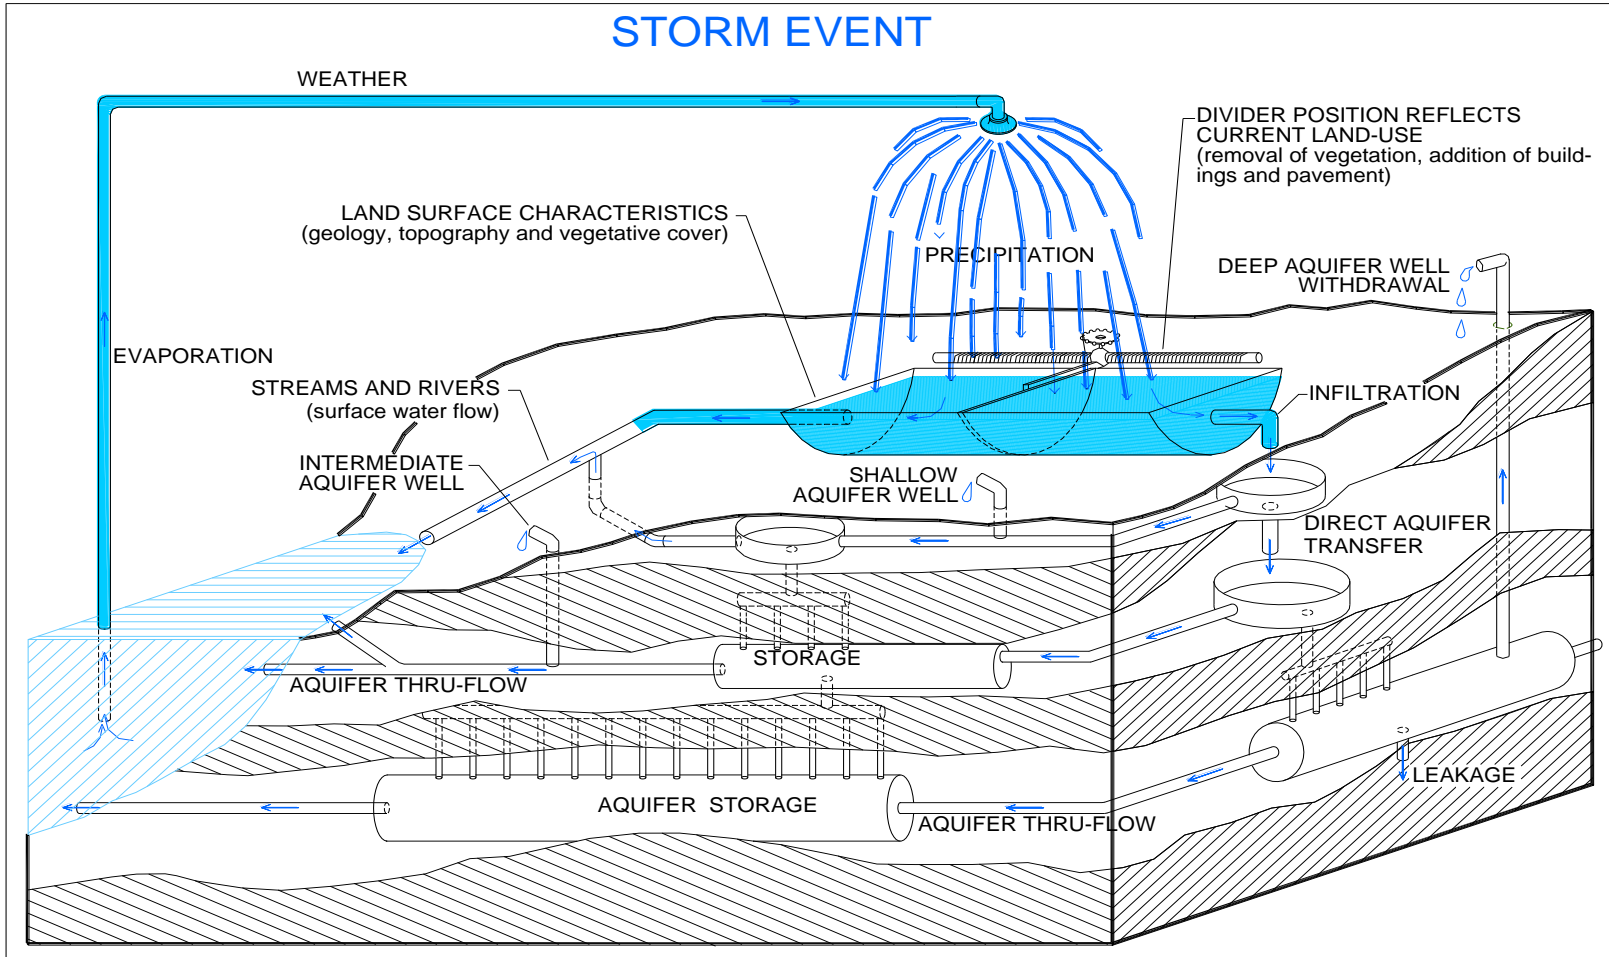 STORM EVENT
WEATHER
DIVIDER POSITION REFLECTS
CURRENT LAND-USE
(removal of vegetation, addition of build-
ings and pavement)
LAND SURFACE CHARACTERISTICS
(geology, topography and vegetative cover)
PRECIPITATION
DEEP AQUIFER WELL
WITHDRAWAL
EVAPORATION
STREAMS AND RIVERS
(surface water flow)
INFILTRATION
INTERMEDIATE
AQUIFER WELL
SHALLOW
AQUIFER WELL
DIRECT AQUIFER
TRANSFER
STORAGE
AQUIFER THRU-FLOW
LEAKAGE
AQUIFER STORAGE
AQUIFER THRU-FLOW